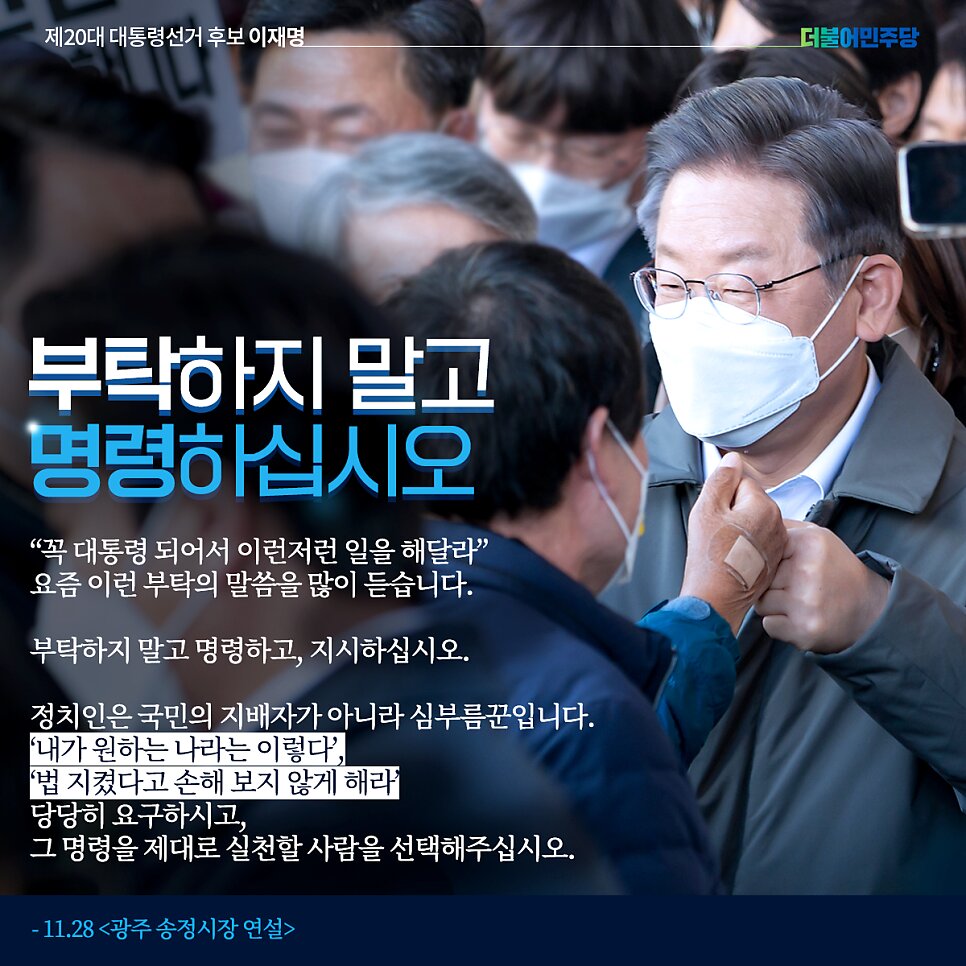 제20대 대통령선거 후보 이재명
더불어민주당
부탁하지 말고
명령하십시오
“꼭 대통령 되어서 이런저런 일을 해달라”
요즘 이런 부탁의 말씀을 많이 듣습니다.
부탁하지 말고 명령하고, 지시하십시오.
정치인은 국민의 지배자가 아니라 심부름꾼입니다.
‘내가 원하는 나라는 이렇다’,
‘법 지켰다고 손해 보지 않게 해라’
당당히 요구하시고,
그 명령을 제대로 실천할 사람을 선택해주십시오.
- 11.28 <광주 송정시장 연설>